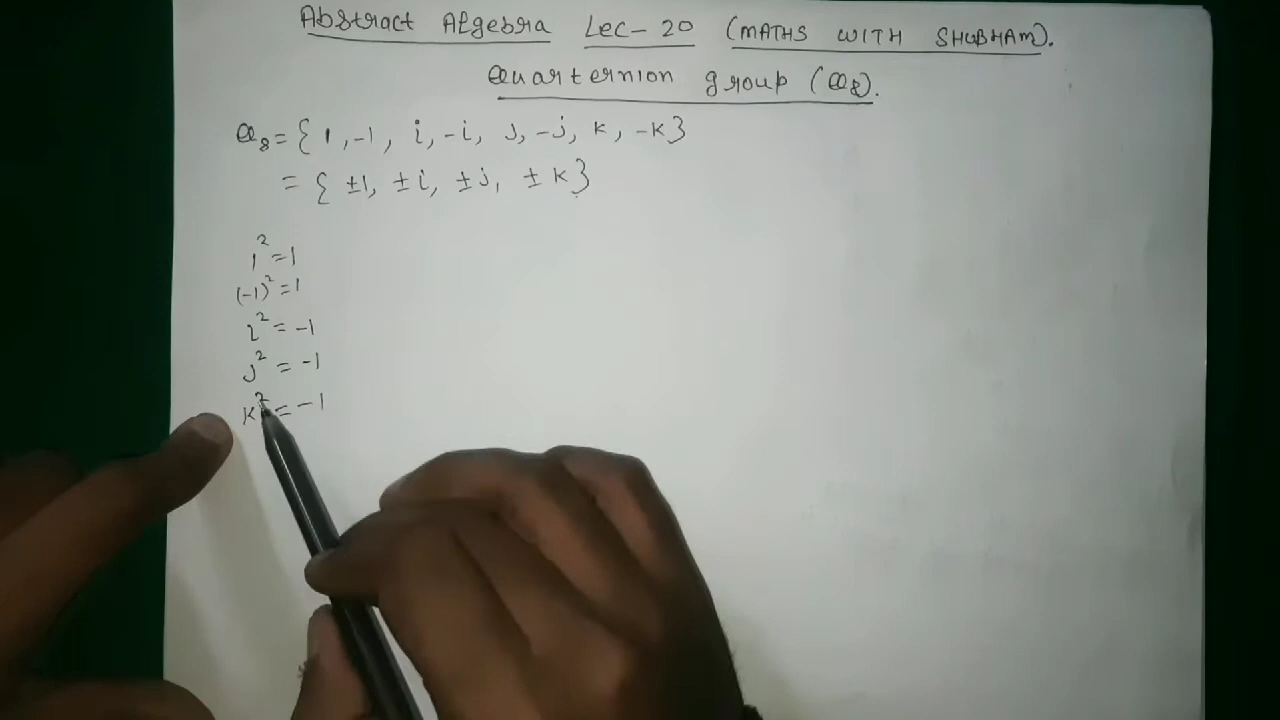 Abstract Algebra Lec-20 (MATHS WITH SHUBHAM).
Quarternion group (Q₈).
Q₈ = { 1, -1, i, -i, j, -j, k, -k}
= { ±1, ±i, ±j, ±k}
1² = 1
(-1)² = 1
i² = -1
j² = -1
k² = -1